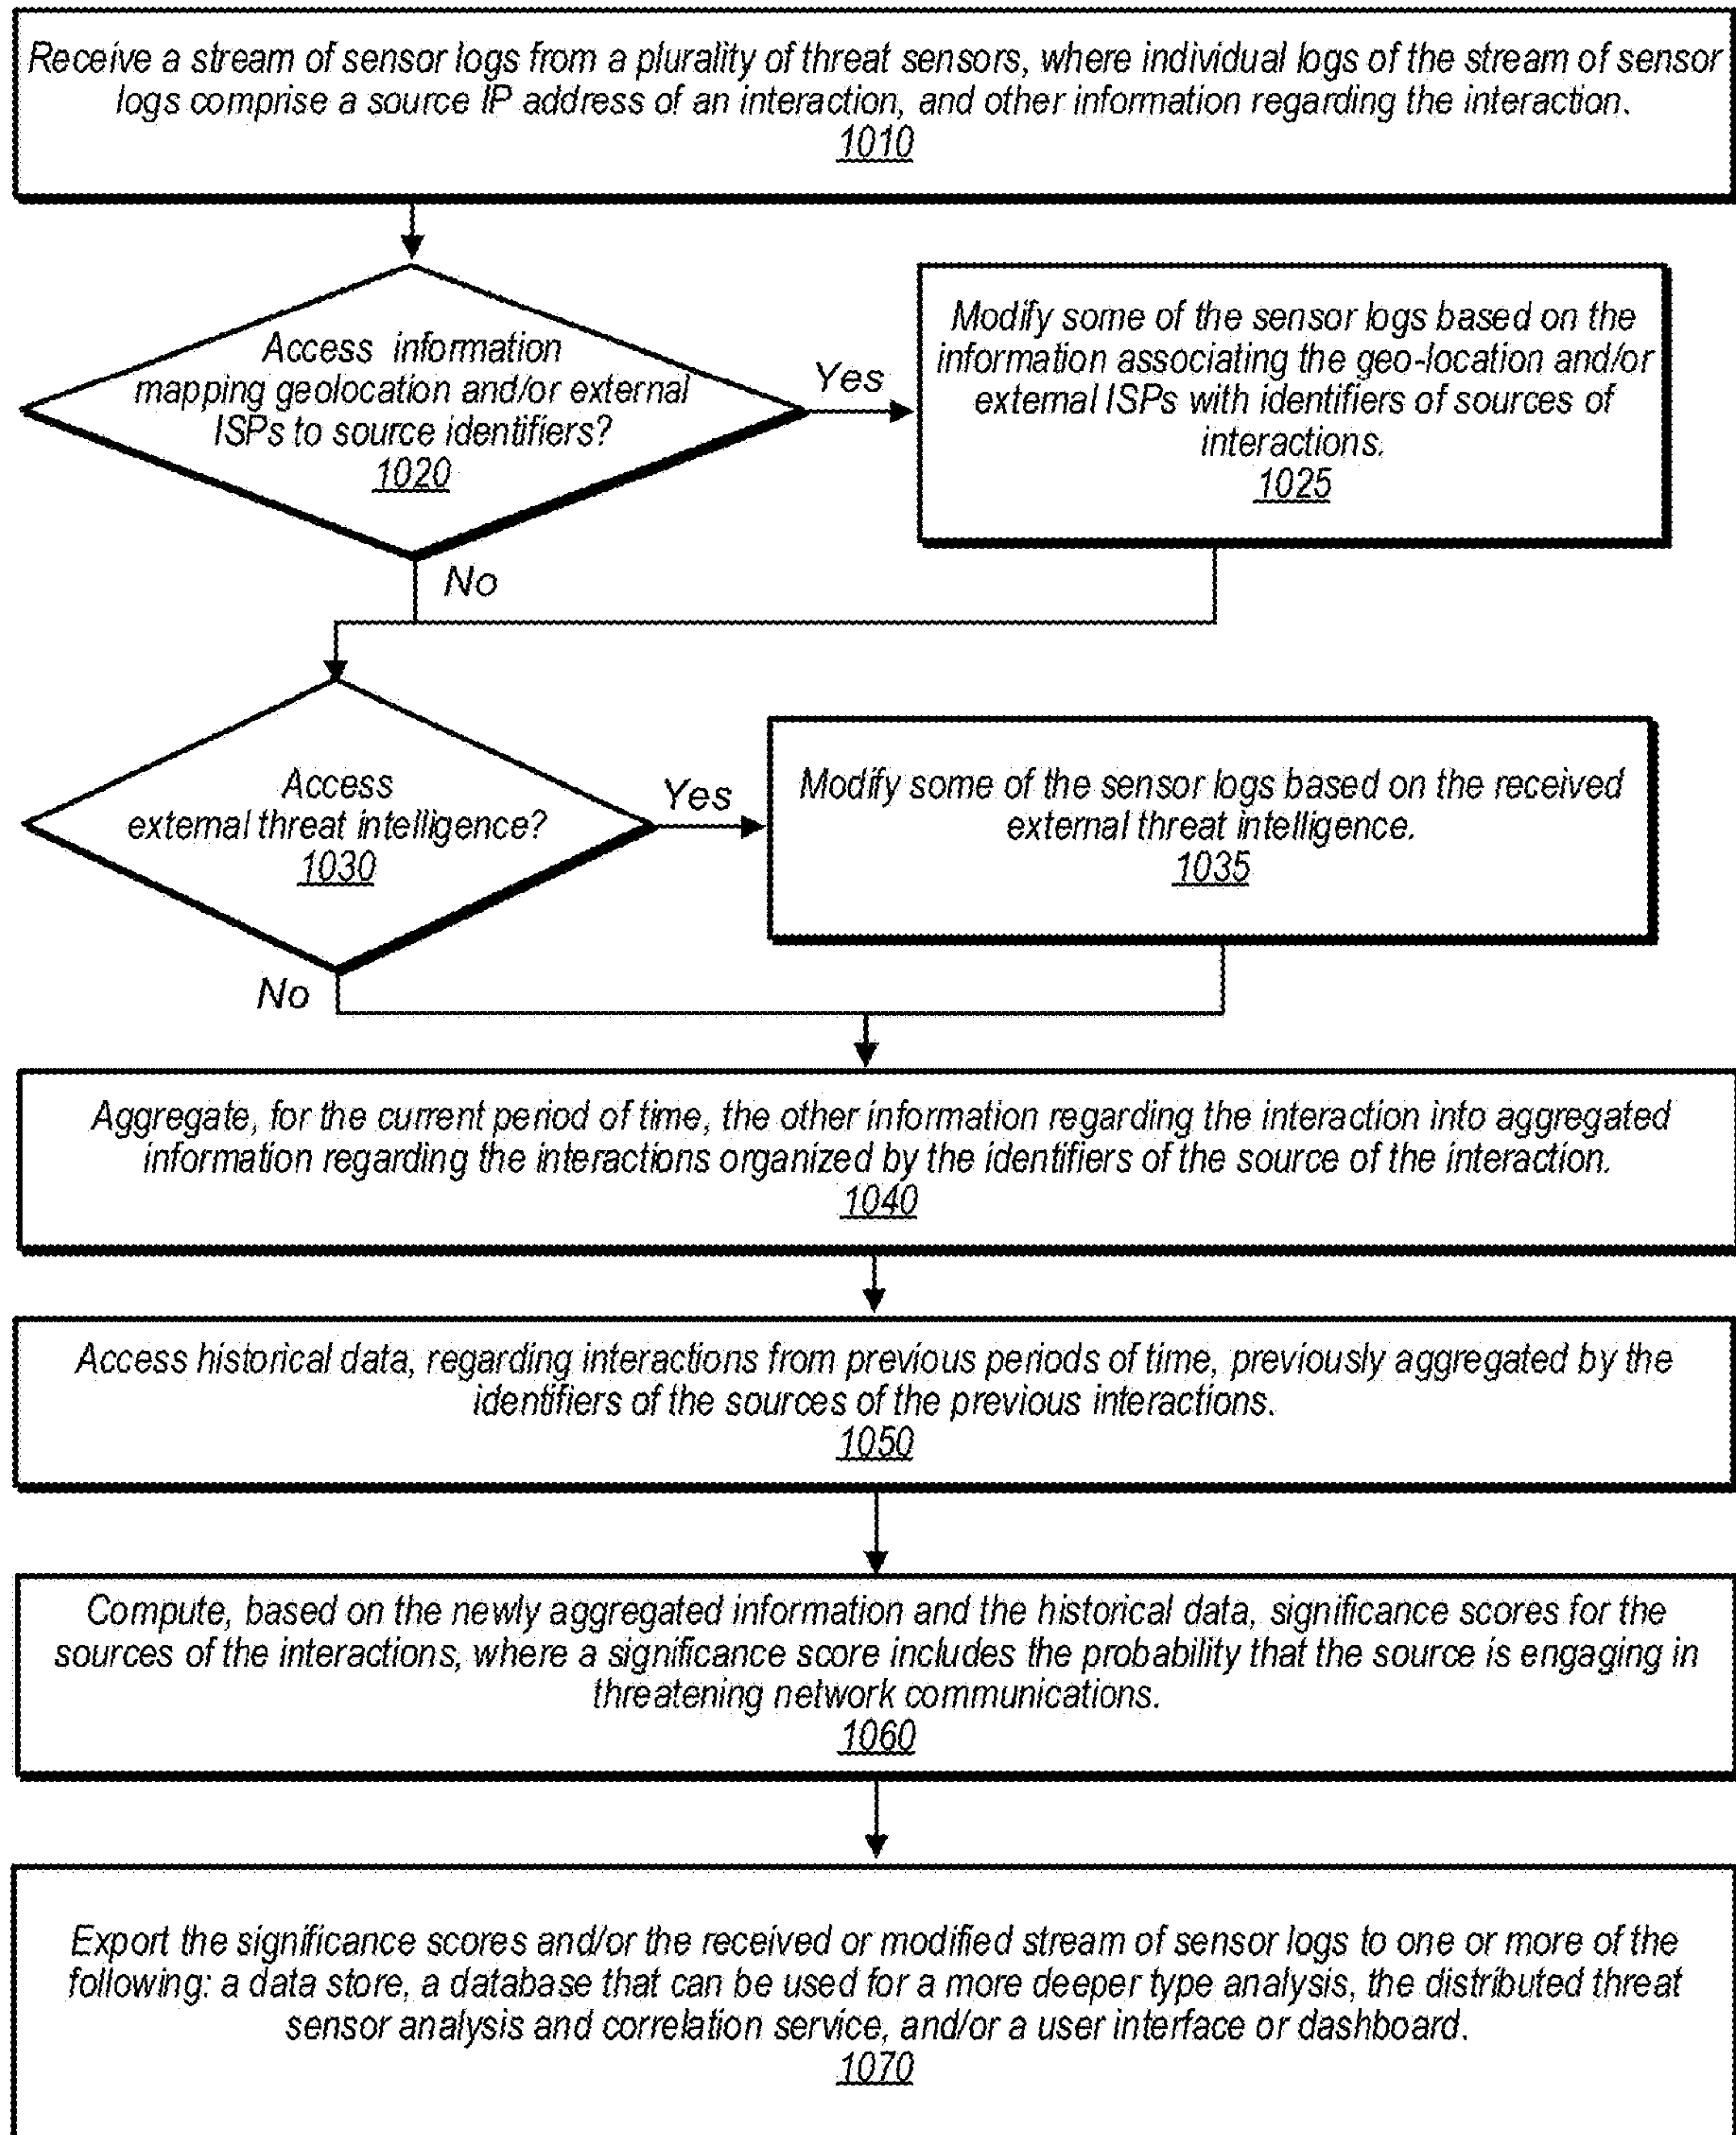 Receive a stream of sensor logs from a plurality of threat sensors, where individual logs of the stream of sensor
logs comprise a source IP address of an interaction, and other information regarding the interaction.
1010
Access information
mapping geolocation and/or external
ISPs to source identifiers?
1020
Yes
Modify some of the sensor logs based on the
information associating the geo-location and/or
external ISPs with identifiers of sources of
interactions.
1025
No
Access
external threat intelligence?
1030
Yes
Modify some of the sensor logs based on the received
external threat intelligence.
1035
No
Aggregate, for the current period of time, the other information regarding the interaction into aggregated
information regarding the interactions organized by the identifiers of the source of the interaction.
1040
Access historical data, regarding interactions from previous periods of time, previously aggregated by the
identifiers of the sources of the previous interactions.
1050
Compute, based on the newly aggregated information and the historical data, significance scores for the
sources of the interactions, where a significance score includes the probability that the source is engaging in
threatening network communications.
1060
Export the significance scores and/or the received or modified stream of sensor logs to one or more of the
following: a data store, a database that can be used for a more deeper type analysis, the distributed threat
sensor analysis and correlation service, and/or a user interface or dashboard.
1070